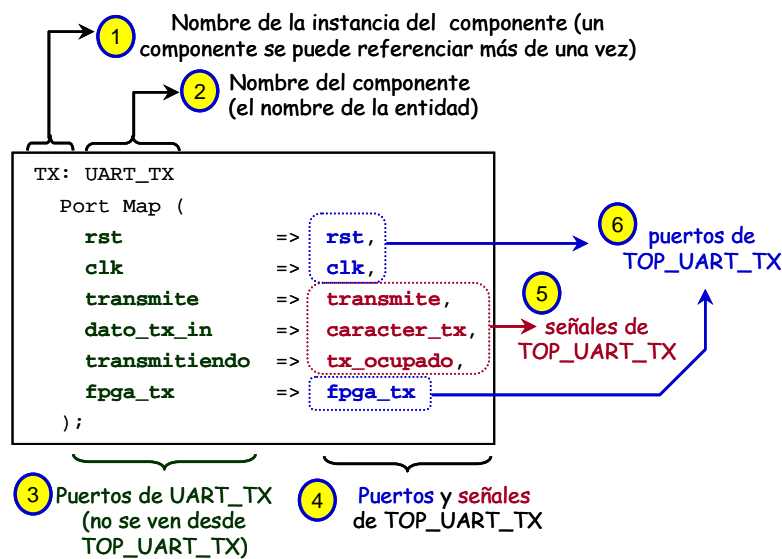 1
Nombre de la instancia del componente (un
componente se puede referenciar más de una vez)
2
Nombre del componente
(el nombre de la entidad)
TX: UART_TX
Port Map (
rst => rst,
clk => clk,
transmite => transmite,
dato_tx_in => caracter_tx,
transmitiendo => tx_ocupado,
fpga_tx => fpga_tx
);
6
puertos de
TOP_UART_TX
5
señales de
TOP_UART_TX
3
Puertos de UART_TX
(no se ven desde
TOP_UART_TX)
4
Puertos y señales
de TOP_UART_TX